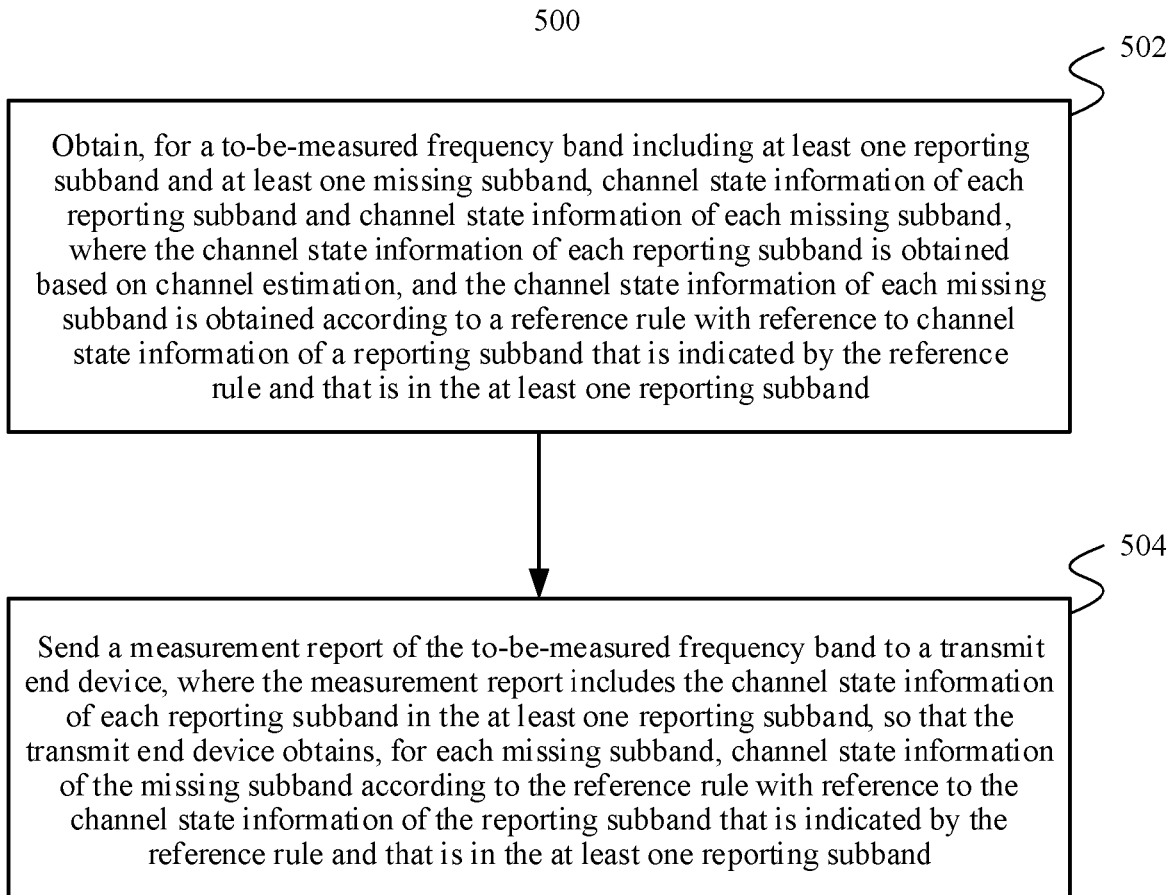 500
502
Obtain, for a to-be-measured frequency band including at least one reporting
subband and at least one missing subband, channel state information of each
reporting subband and channel state information of each missing subband,
where the channel state information of each reporting subband is obtained
based on channel estimation, and the channel state information of each missing
subband is obtained according to a reference rule with reference to channel
state information of a reporting subband that is indicated by the reference
rule and that is in the at least one reporting subband
504
Send a measurement report of the to-be-measured frequency band to a transmit
end device, where the measurement report includes the channel state information
of each reporting subband in the at least one reporting subband, so that the
transmit end device obtains, for each missing subband, channel state information
of the missing subband according to the reference rule with reference to the
channel state information of the reporting subband that is indicated by the
reference rule and that is in the at least one reporting subband